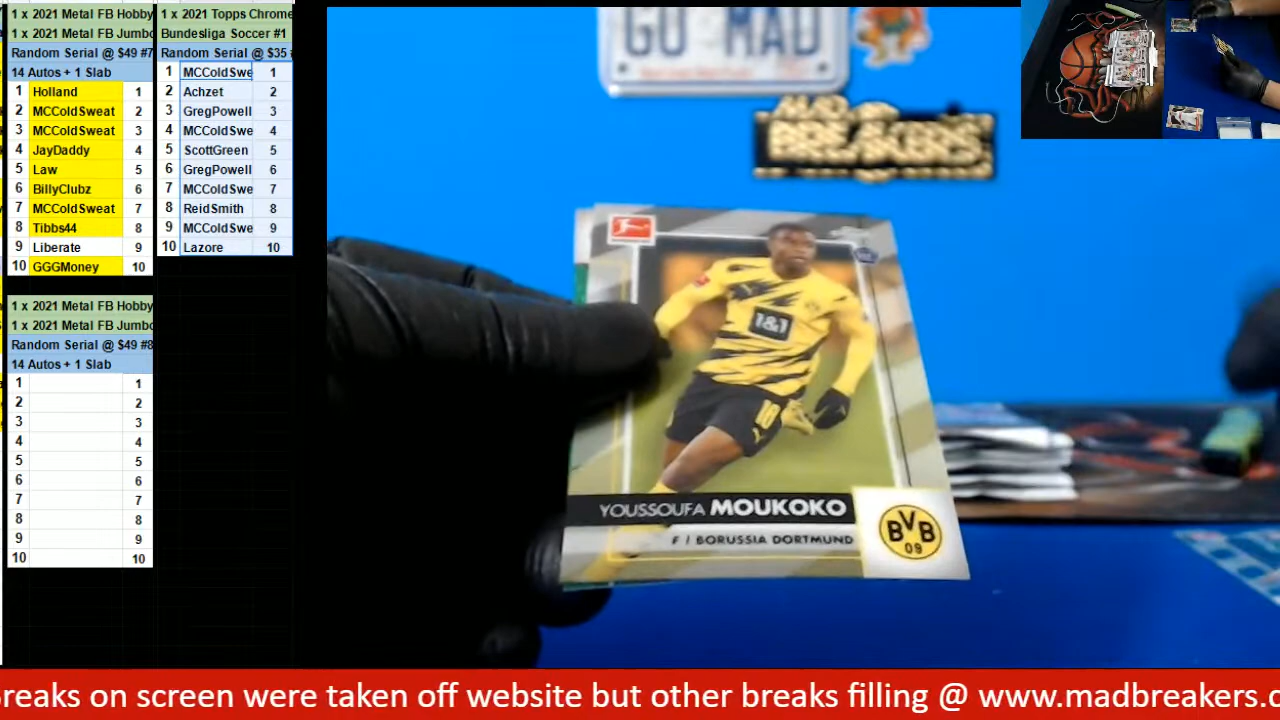 1 x 2021 Metal FB Hobby
1 x 2021 Metal FB Jumbo
Random Serial @ $49 #7
14 Autos + 1 Slab
1 Holland 1
2 MCColdSweat 2
3 MCColdSweat 3
4 JayDaddy 4
5 Law 5
6 BillyClubz 6
7 MCColdSweat 7
8 Tibbs44 8
9 Liberate 9
10 GGGMoney 10
1 x 2021 Topps Chrome
Bundesliga Soccer #1
Random Serial @ $35
1 MCColdSwe 1
2 Achzet 2
3 GregPowell 3
4 MCColdSwe 4
5 ScottGreen 5
6 GregPowell 6
7 MCColdSwe 7
8 ReidSmith 8
9 MCColdSwe 9
10 Lazore 10
1 x 2021 Metal FB Hobby
1 x 2021 Metal FB Jumbo
Random Serial @ $49 #8
14 Autos + 1 Slab
1 1
2 2
3 3
4 4
5 5
6 6
7 7
8 8
9 9
10 10
GO MAD
MAD
BREAKERS
1&1
18
YOUSSOUFA MOUKOKO
F | BORUSSIA DORTMUND
BVB
09
Breaks on screen were taken off website but other breaks filling @ www.madbreakers.c